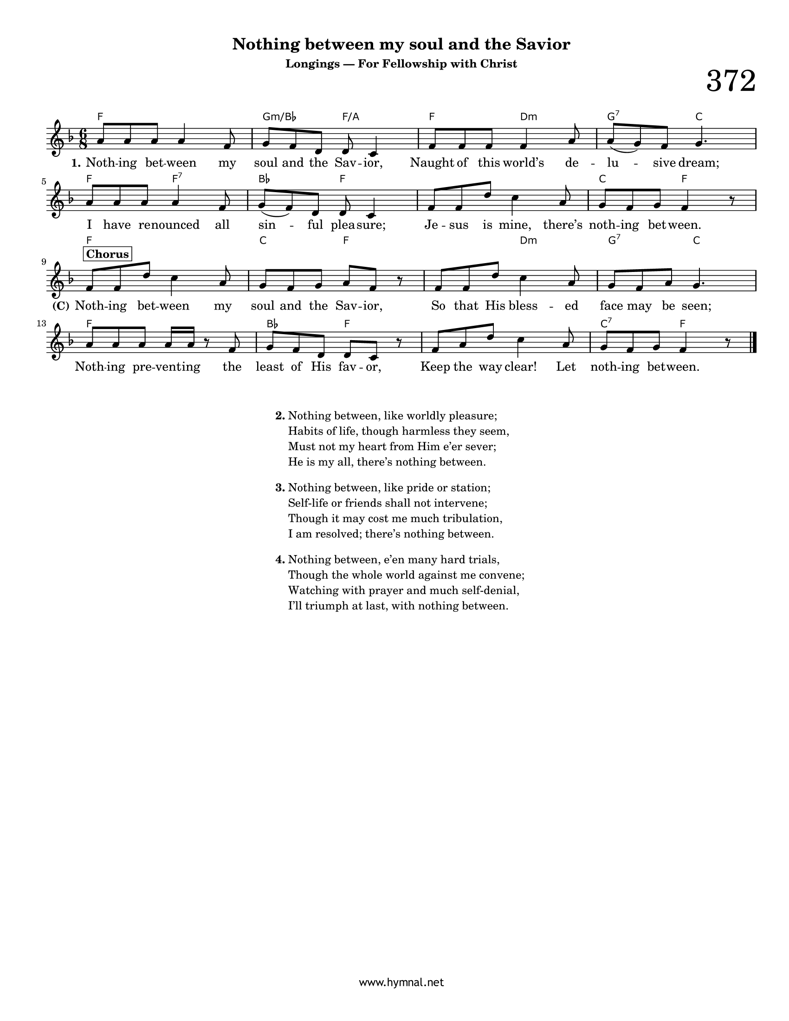 Nothing between my soul and the Savior
Longings — For Fellowship with Christ
372
F Gm/B♭ F/A F Dm G7 C
6
8
1. Noth-ing bet-ween my soul and the Sav-ior, Naught of this world's de - lu - sive dream;
5
F F7 B♭ F C F
I have renounced all sin - ful pleasure; Je-sus is mine, there's noth-ing between.
F C F Dm G7 C
Chorus
9
(C) Noth-ing bet-ween my soul and the Sav-ior, So that His bless - ed face may be seen;
13
F B♭ F C7 F
Noth-ing pre-venting the least of His fav-or, Keep the way clear! Let noth-ing between.
2. Nothing between, like worldly pleasure;
Habits of life, though harmless they seem,
Must not my heart from Him e'er sever;
He is my all, there's nothing between.
3. Nothing between, like pride or station;
Self-life or friends shall not intervene;
Though it may cost me much tribulation,
I am resolved; there's nothing between.
4. Nothing between, e'en many hard trials,
Though the whole world against me convene;
Watching with prayer and much self-denial,
I'll triumph at last, with nothing between.
www.hymnal.net